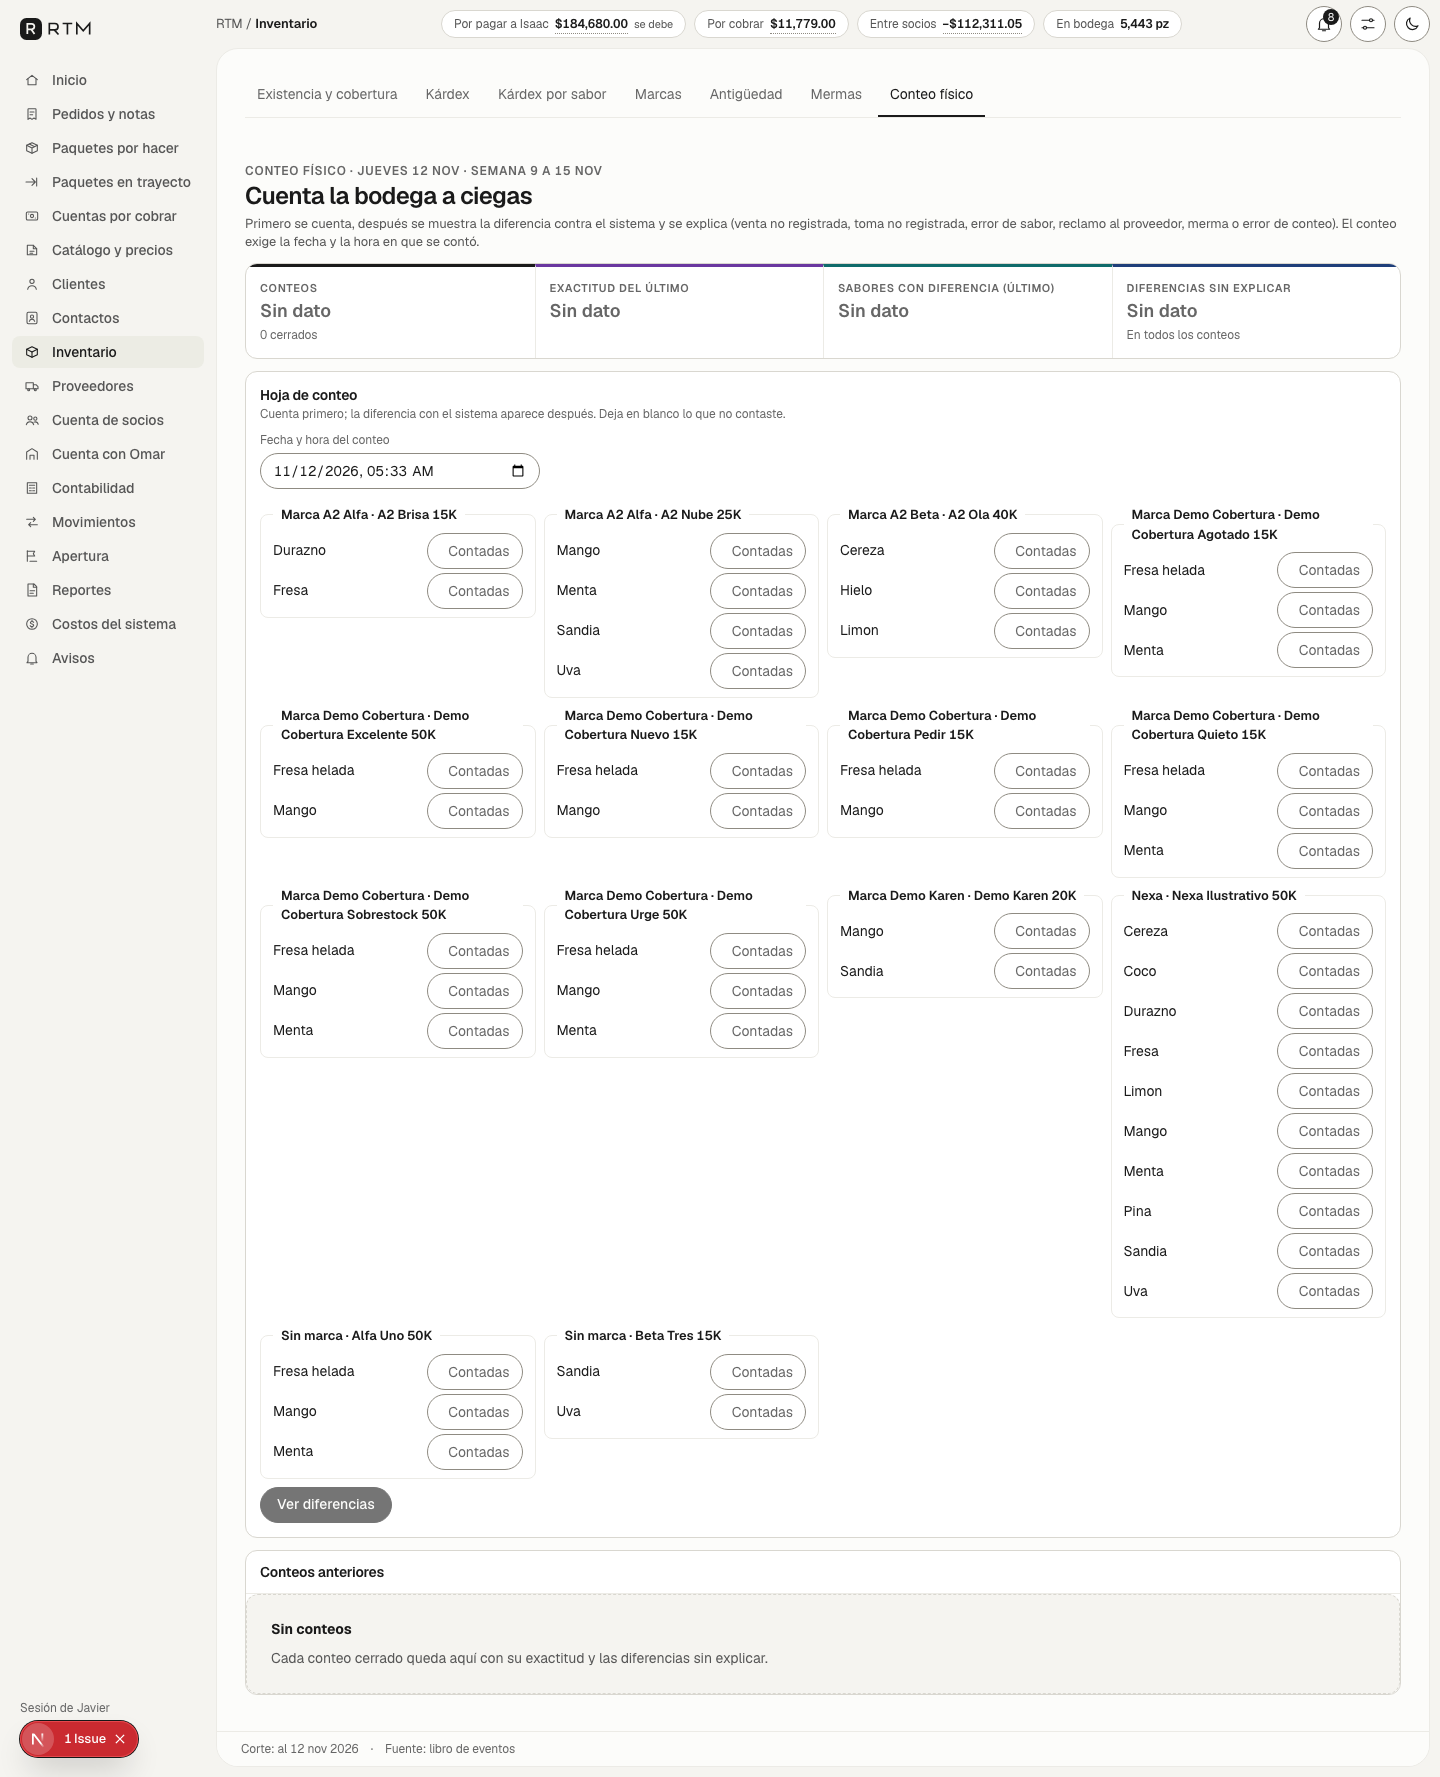 R RTM
RTM / Inventario
Por pagar a Isaac $184,680.00 se debe
Por cobrar $11,779.00
Entre socios −$112,311.05
En bodega 5,443 pz
8
Inicio
Pedidos y notas
Paquetes por hacer
Paquetes en trayecto
Cuentas por cobrar
Catálogo y precios
Clientes
Contactos
Inventario
Proveedores
Cuenta de socios
Cuenta con Omar
Contabilidad
Movimientos
Apertura
Reportes
Costos del sistema
Avisos
Sesión de Javier
N 1 Issue
Existencia y cobertura
Kárdex
Kárdex por sabor
Marcas
Antigüedad
Mermas
Conteo físico
CONTEO FÍSICO · JUEVES 12 NOV · SEMANA 9 A 15 NOV
Cuenta la bodega a ciegas
Primero se cuenta, después se muestra la diferencia contra el sistema y se explica (venta no registrada, toma no registrada, error de sabor, reclamo al proveedor, merma o error de conteo). El conteo
exige la fecha y la hora en que se contó.
CONTEOS
Sin dato
0 cerrados
EXACTITUD DEL ÚLTIMO
Sin dato
SABORES CON DIFERENCIA (ÚLTIMO)
Sin dato
DIFERENCIAS SIN EXPLICAR
Sin dato
En todos los conteos
Hoja de conteo
Cuenta primero; la diferencia con el sistema aparece después. Deja en blanco lo que no contaste.
Fecha y hora del conteo
11/12/2026, 05:33 AM
Marca A2 Alfa · A2 Brisa 15K
Durazno Contadas
Fresa Contadas
Marca A2 Alfa · A2 Nube 25K
Mango Contadas
Menta Contadas
Sandia Contadas
Uva Contadas
Marca A2 Beta · A2 Ola 40K
Cereza Contadas
Hielo Contadas
Limon Contadas
Marca Demo Cobertura · Demo
Cobertura Agotado 15K
Fresa helada Contadas
Mango Contadas
Menta Contadas
Marca Demo Cobertura · Demo
Cobertura Excelente 50K
Fresa helada Contadas
Mango Contadas
Marca Demo Cobertura · Demo
Cobertura Nuevo 15K
Fresa helada Contadas
Mango Contadas
Marca Demo Cobertura · Demo
Cobertura Pedir 15K
Fresa helada Contadas
Mango Contadas
Marca Demo Cobertura · Demo
Cobertura Quieto 15K
Fresa helada Contadas
Mango Contadas
Menta Contadas
Marca Demo Cobertura · Demo
Cobertura Sobrestock 50K
Fresa helada Contadas
Mango Contadas
Menta Contadas
Marca Demo Cobertura · Demo
Cobertura Urge 50K
Fresa helada Contadas
Mango Contadas
Menta Contadas
Marca Demo Karen · Demo Karen 20K
Mango Contadas
Sandia Contadas
Nexa · Nexa Ilustrativo 50K
Cereza Contadas
Coco Contadas
Durazno Contadas
Fresa Contadas
Limon Contadas
Mango Contadas
Menta Contadas
Pina Contadas
Sandia Contadas
Uva Contadas
Sin marca · Alfa Uno 50K
Fresa helada Contadas
Mango Contadas
Menta Contadas
Sin marca · Beta Tres 15K
Sandia Contadas
Uva Contadas
Ver diferencias
Conteos anteriores
Sin conteos
Cada conteo cerrado queda aquí con su exactitud y las diferencias sin explicar.
Corte: al 12 nov 2026 · Fuente: libro de eventos